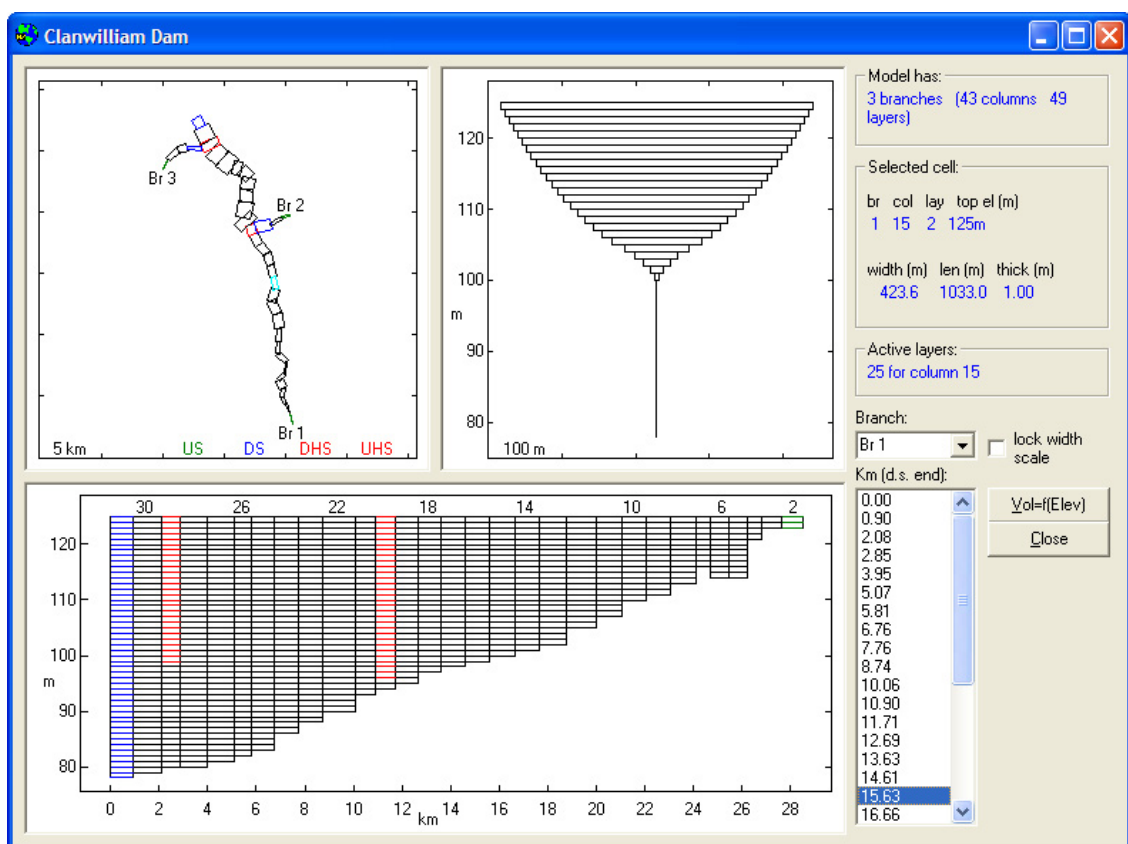 Clanwilliam Dam
Br 3
Br 2
Br 1
5 km US DS DHS UHS
120
110
100
m
90
80
100 m
Model has:
3 branches (43 columns 49
layers)
Selected cell:
br col lay top el (m)
1 15 2 125m
width (m) len (m) thick (m)
423.6 1033.0 1.00
Active layers:
25 for column 15
Branch:
Br 1
lock width
scale
Km (d.s. end):
0.00
0.90
2.08
2.85
3.95
5.07
5.81
6.76
7.76
8.74
10.06
10.90
11.71
12.69
13.63
14.61
15.63
16.66
Vol=f(Elev)
Close
30 26 22 18 14 10 6 2
120
110
100
m
90
80
0 2 4 6 8 10 12 14 16 18 20 22 24 26 28
km